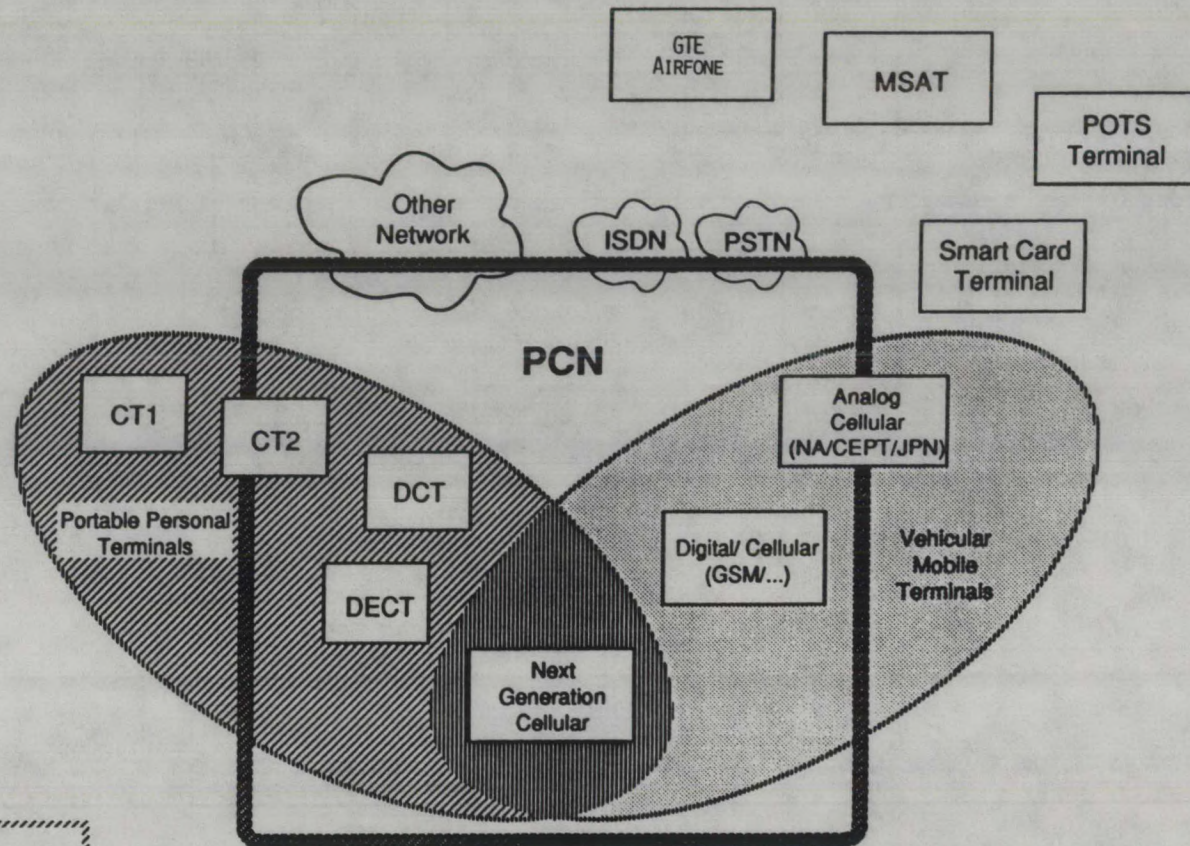 GTE
AIRFONE
MSAT
POTS
Terminal
Other
Network
ISDN
PSTN
Smart Card
Terminal
PCN
CT1
CT2
Analog
Cellular
(NA/CEPT/JPN)
DCT
Portable Personal
Terminals
Digital/ Cellular
(GSM/...)
Vehicular
Mobile
Terminals
DECT
Next
Generation
Cellular